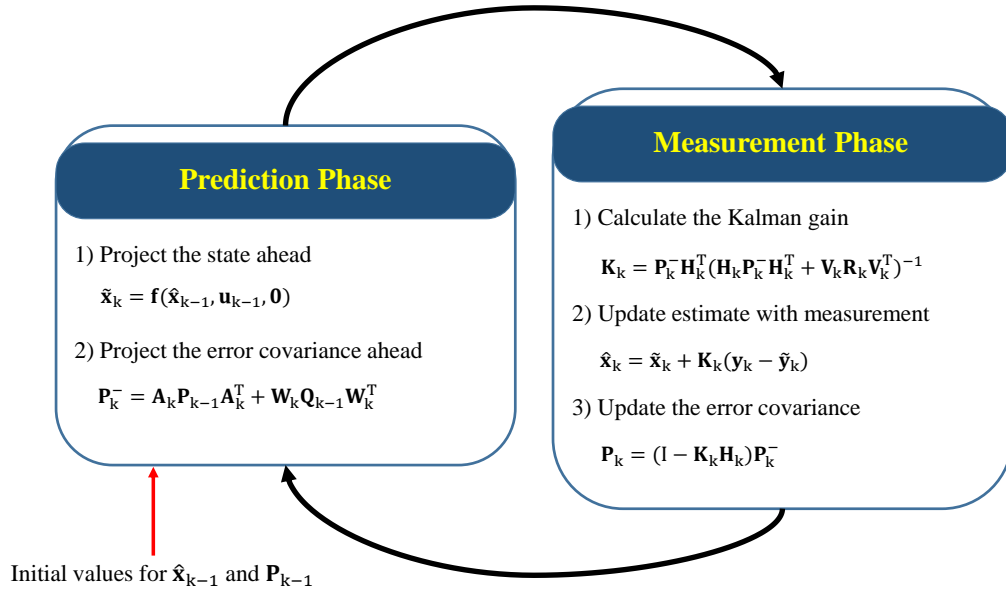 Prediction Phase
1) Project the state ahead
x̃ₖ = f(x̂ₖ₋₁, uₖ₋₁, 0)
2) Project the error covariance ahead
Pₖ⁻ = AₖPₖ₋₁Aₖᵀ + WₖQₖ₋₁Wₖᵀ
Measurement Phase
1) Calculate the Kalman gain
Kₖ = Pₖ⁻Hₖᵀ(HₖPₖ⁻Hₖᵀ + VₖRₖVₖᵀ)⁻¹
2) Update estimate with measurement
x̂ₖ = x̃ₖ + Kₖ(yₖ − ỹₖ)
3) Update the error covariance
Pₖ = (I − KₖHₖ)Pₖ⁻
Initial values for x̂ₖ₋₁ and Pₖ₋₁